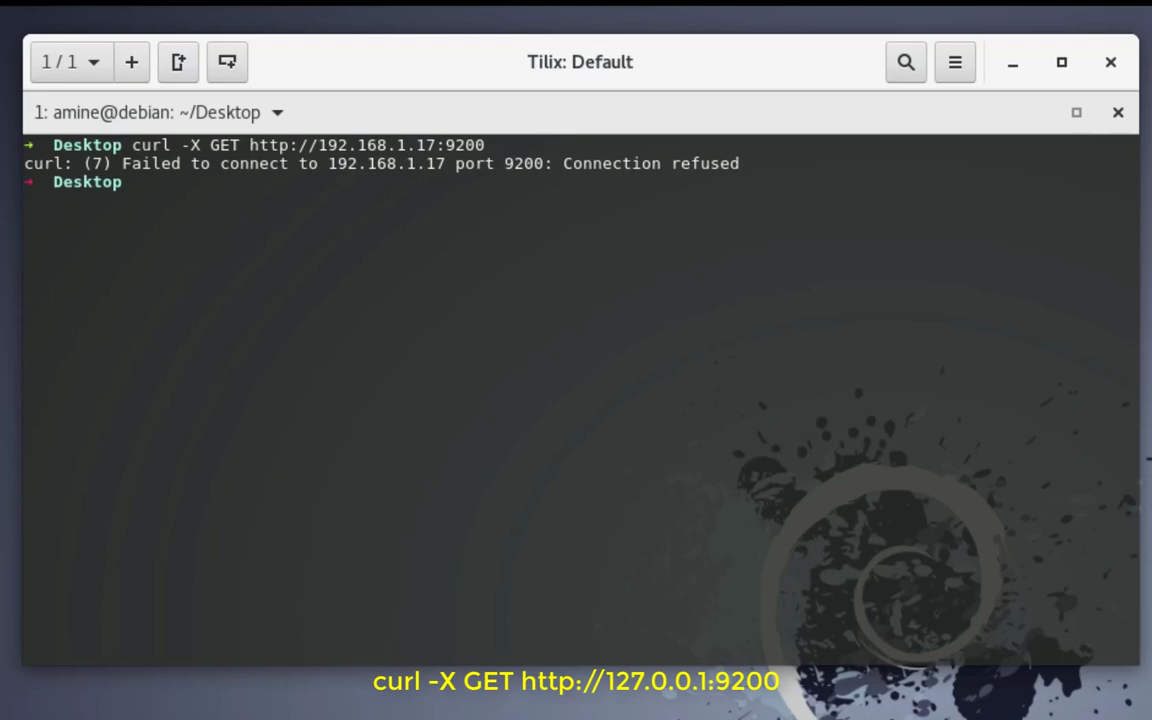 1 / 1
Tilix: Default
1: amine@debian: ~/Desktop
➜ Desktop curl -X GET http://192.168.1.17:9200
curl: (7) Failed to connect to 192.168.1.17 port 9200: Connection refused
➜ Desktop
curl -X GET http://127.0.0.1:9200